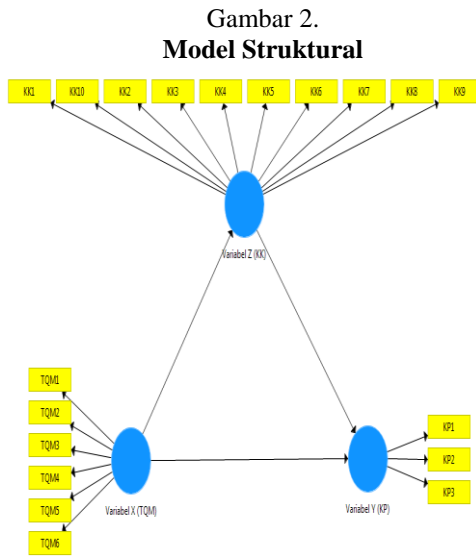 Gambar 2.
Model Struktural
KK1 KK10 KK2 KK3 KK4 KK5 KK6 KK7 KK8 KK9
Variabel Z (KK)
TQM1
TQM2
TQM3
TQM4
TQM5
TQM6
Variabel X (TQM)
KP1
KP2
KP3
Variabel Y (KP)